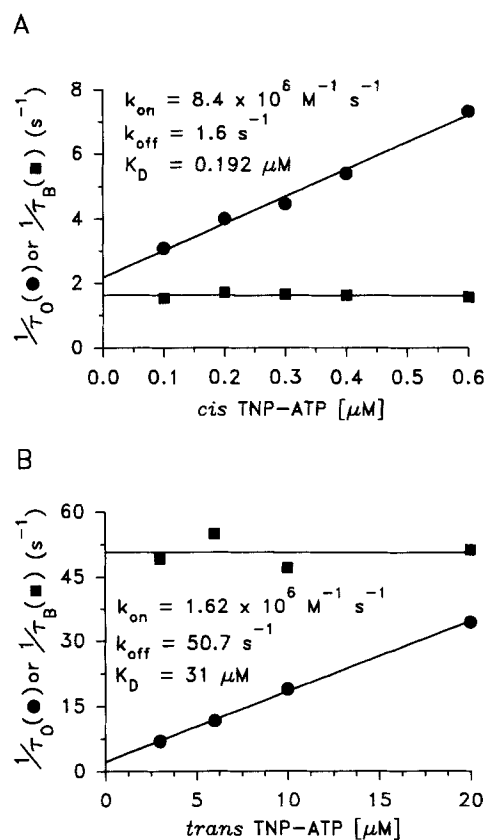 A
k_on = 8.4 x 10^6 M^-1 s^-1
k_off = 1.6 s^-1
K_D = 0.192 μM
1/τ_O(●) or 1/τ_B(■) (s^-1)
8
6
4
2
0
0.0 0.1 0.2 0.3 0.4 0.5 0.6
cis TNP-ATP [μM]
B
k_on = 1.62 x 10^6 M^-1 s^-1
k_off = 50.7 s^-1
K_D = 31 μM
1/τ_O(●) or 1/τ_B(■) (s^-1)
60
45
30
15
0
0 5 10 15 20
trans TNP-ATP [μM]